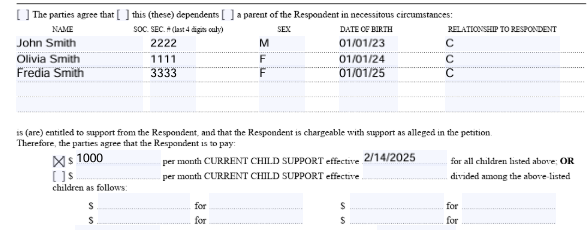 [ ] The parties agree that [ ] this (these) dependents [ ] a parent of the Respondent in necessitous circumstances:
NAME SOC. SEC. # (last 4 digits only) SEX DATE OF BIRTH RELATIONSHIP TO RESPONDENT
John Smith 2222 M 01/01/23 C
Olivia Smith 1111 F 01/01/24 C
Fredia Smith 3333 F 01/01/25 C
is (are) entitled to support from the Respondent, and that the Respondent is chargeable with support as alleged in the petition.
Therefore, the parties agree that the Respondent is to pay:
[X] $ 1000 per month CURRENT CHILD SUPPORT effective 2/14/2025 for all children listed above; OR
[ ] $ per month CURRENT CHILD SUPPORT effective divided among the above-listed
children as follows:
$ for $ for
$ for $ for